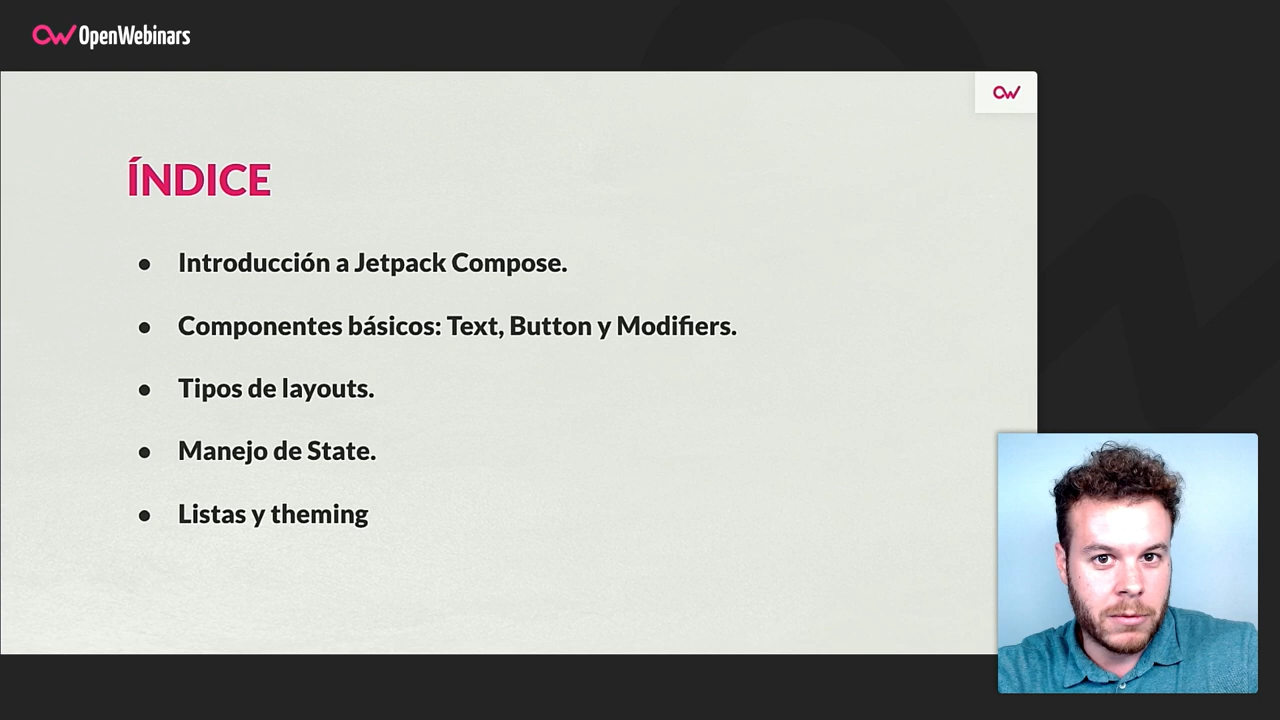 OpenWebinars
ÍNDICE
● Introducción a Jetpack Compose.
● Componentes básicos: Text, Button y Modifiers.
● Tipos de layouts.
● Manejo de State.
● Listas y theming